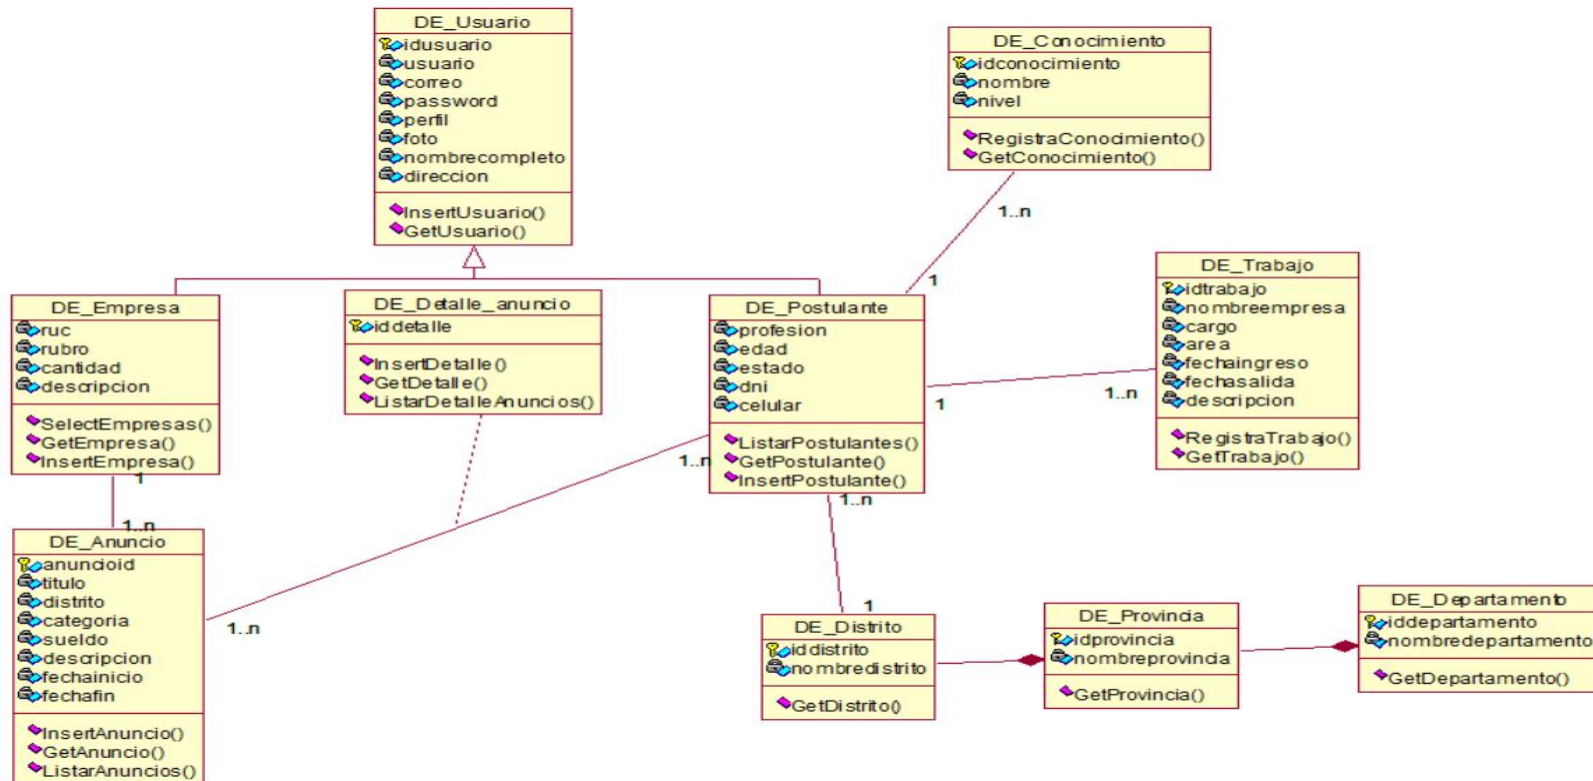 DE_Usuario
idusuario
usuario
correo
password
perfil
foto
nombrecompleto
direccion
InsertUsuario()
GetUsuario()
DE_Conocimiento
idconocimiento
nombre
nivel
RegistraConocimiento()
GetConocimiento()
1..n
1
DE_Empresa
ruc
rubro
cantidad
descripcion
SelectEmpresas()
GetEmpresa()
InsertEmpresa()
1
1..n
DE_Detalle_anuncio
iddetalle
InsertDetalle()
GetDetalle()
ListarDetalleAnuncios()
DE_Postulante
profesion
edad
estado
dni
celular
ListarPostulantes()
GetPostulante()
InsertPostulante()
1..n
1..n
1
1
1..n
DE_Trabajo
idtrabajo
nombreempresa
cargo
area
fechaingreso
fechasalida
descripcion
RegistraTrabajo()
GetTrabajo()
DE_Anuncio
anuncioid
titulo
distrito
categoria
sueldo
descripcion
fechainicio
fechafin
InsertAnuncio()
GetAnuncio()
ListarAnuncios()
1..n
DE_Distrito
iddistrito
nombredistrito
GetDistrito()
DE_Provincia
idprovincia
nombreprovincia
GetProvincia()
DE_Departamento
iddepartamento
nombredepartamento
GetDepartamento()